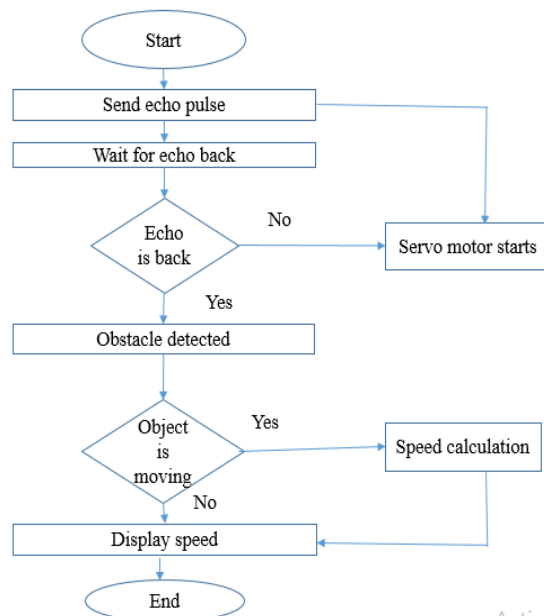 Start
Send echo pulse
Wait for echo back
Echo
is back
No
Servo motor starts
Yes
Obstacle detected
Object
is
moving
Yes
Speed calculation
No
Display speed
End